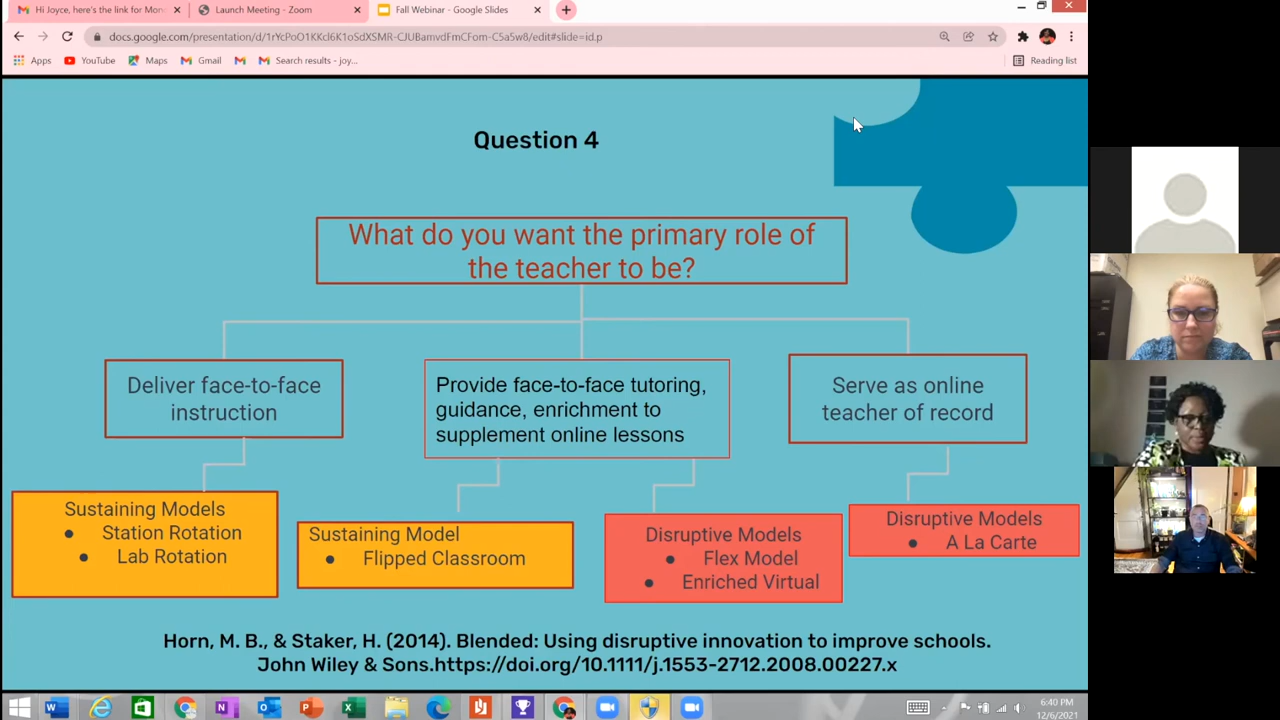 Hi Joyce, here's the link for Mon
Launch Meeting - Zoom
Fall Webinar - Google Slides
docs.google.com/presentation/d/1rYcPoO1KKcl6K1oSdXSMR-CJUBamvdFmCFom-C5a5w8/edit#slide=id.p
Apps
YouTube
Maps
Gmail
Search results - joy...
Reading list
Question 4
What do you want the primary role of
the teacher to be?
Deliver face-to-face
instruction
Provide face-to-face tutoring,
guidance, enrichment to
supplement online lessons
Serve as online
teacher of record
Sustaining Models
● Station Rotation
● Lab Rotation
Sustaining Model
● Flipped Classroom
Disruptive Models
● Flex Model
● Enriched Virtual
Disruptive Models
● A La Carte
Horn, M. B., & Staker, H. (2014). Blended: Using disruptive innovation to improve schools.
John Wiley & Sons.https://doi.org/10.1111/j.1553-2712.2008.00227.x
6:40 PM
12/6/2021